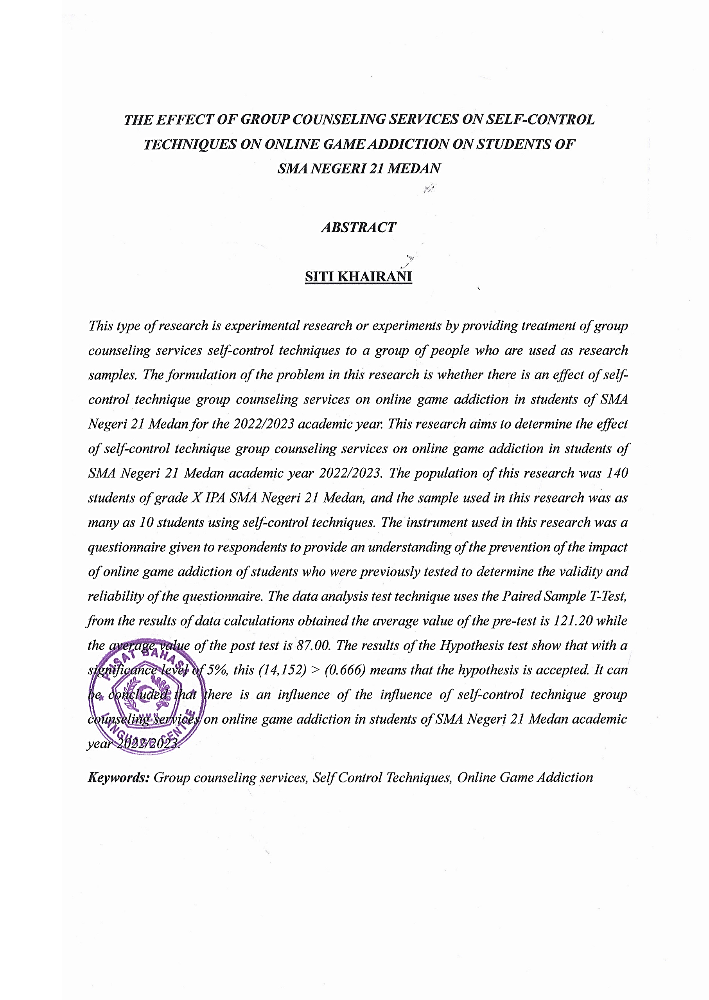 THE EFFECT OF GROUP COUNSELING SERVICES ON SELF-CONTROL
TECHNIQUES ON ONLINE GAME ADDICTION ON STUDENTS OF
SMA NEGERI 21 MEDAN
ABSTRACT
SITI KHAIRANI
This type of research is experimental research or experiments by providing treatment of group
counseling services self-control techniques to a group of people who are used as research
samples. The formulation of the problem in this research is whether there is an effect of self-
control technique group counseling services on online game addiction in students of SMA
Negeri 21 Medan for the 2022/2023 academic year. This research aims to determine the effect
of self-control technique group counseling services on online game addiction in students of
SMA Negeri 21 Medan academic year 2022/2023. The population of this research was 140
students of grade X IPA SMA Negeri 21 Medan, and the sample used in this research was as
many as 10 students using self-control techniques. The instrument used in this research was a
questionnaire given to respondents to provide an understanding of the prevention of the impact
of online game addiction of students who were previously tested to determine the validity and
reliability of the questionnaire. The data analysis test technique uses the Paired Sample T-Test,
from the results of data calculations obtained the average value of the pre-test is 121.20 while
the average value of the post test is 87.00. The results of the Hypothesis test show that with a
significance level of 5%, this (14,152) > (0.666) means that the hypothesis is accepted. It can
be concluded that there is an influence of the influence of self-control technique group
counseling services on online game addiction in students of SMA Negeri 21 Medan academic
year 2022/2023.
PUSAT BAHASA
UMN
LANGUAGE CENTRE
Keywords: Group counseling services, Self Control Techniques, Online Game Addiction